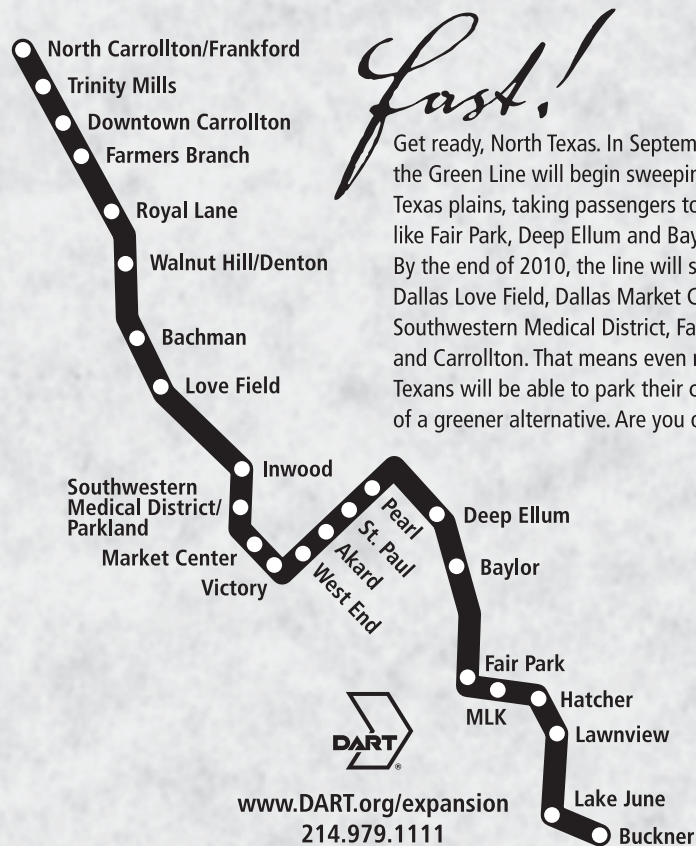 fast!
North Carrollton/Frankford
Trinity Mills
Downtown Carrollton
Farmers Branch
Royal Lane
Walnut Hill/Denton
Bachman
Love Field
Get ready, North Texas. In Septem
the Green Line will begin sweepin
Texas plains, taking passengers to
like Fair Park, Deep Ellum and Bay
By the end of 2010, the line will s
Dallas Love Field, Dallas Market C
Southwestern Medical District, Fa
and Carrollton. That means even
Texans will be able to park their
of a greener alternative. Are you
Inwood
Southwestern
Medical District/
Parkland
Market Center
Victory
West End
Akard
St. Paul
Pearl
Deep Ellum
Baylor
Fair Park
MLK
Hatcher
Lawnview
Lake June
Buckner
DART®
www.DART.org/expansion
214.979.1111